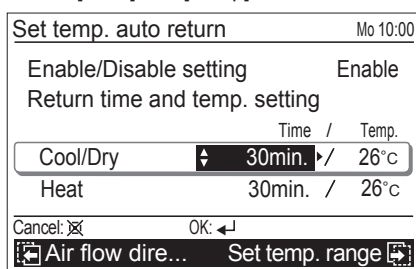 Set temp. auto return Mo 10:00
Enable/Disable setting Enable
Return time and temp. setting
Time / Temp.
Cool/Dry 30min. / 26°C
Heat 30min. / 26°C
Cancel: OK:
Air flow dire... Set temp. range